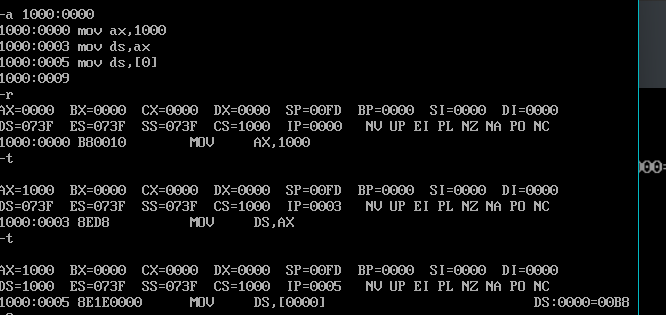 -a 1000:0000
1000:0000 mov ax,1000
1000:0003 mov ds,ax
1000:0005 mov ds,[0]
1000:0009
-r
AX=0000 BX=0000 CX=0000 DX=0000 SP=00FD BP=0000 SI=0000 DI=0000
DS=073F ES=073F SS=073F CS=1000 IP=0000 NV UP EI PL NZ NA PO NC
1000:0000 B80010 MOV AX,1000
-t
AX=1000 BX=0000 CX=0000 DX=0000 SP=00FD BP=0000 SI=0000 DI=0000
DS=073F ES=073F SS=073F CS=1000 IP=0003 NV UP EI PL NZ NA PO NC
1000:0003 8ED8 MOV DS,AX
-t
AX=1000 BX=0000 CX=0000 DX=0000 SP=00FD BP=0000 SI=0000 DI=0000
DS=1000 ES=073F SS=073F CS=1000 IP=0005 NV UP EI PL NZ NA PO NC
1000:0005 8E1E0000 MOV DS,[0000] DS:0000=00B8